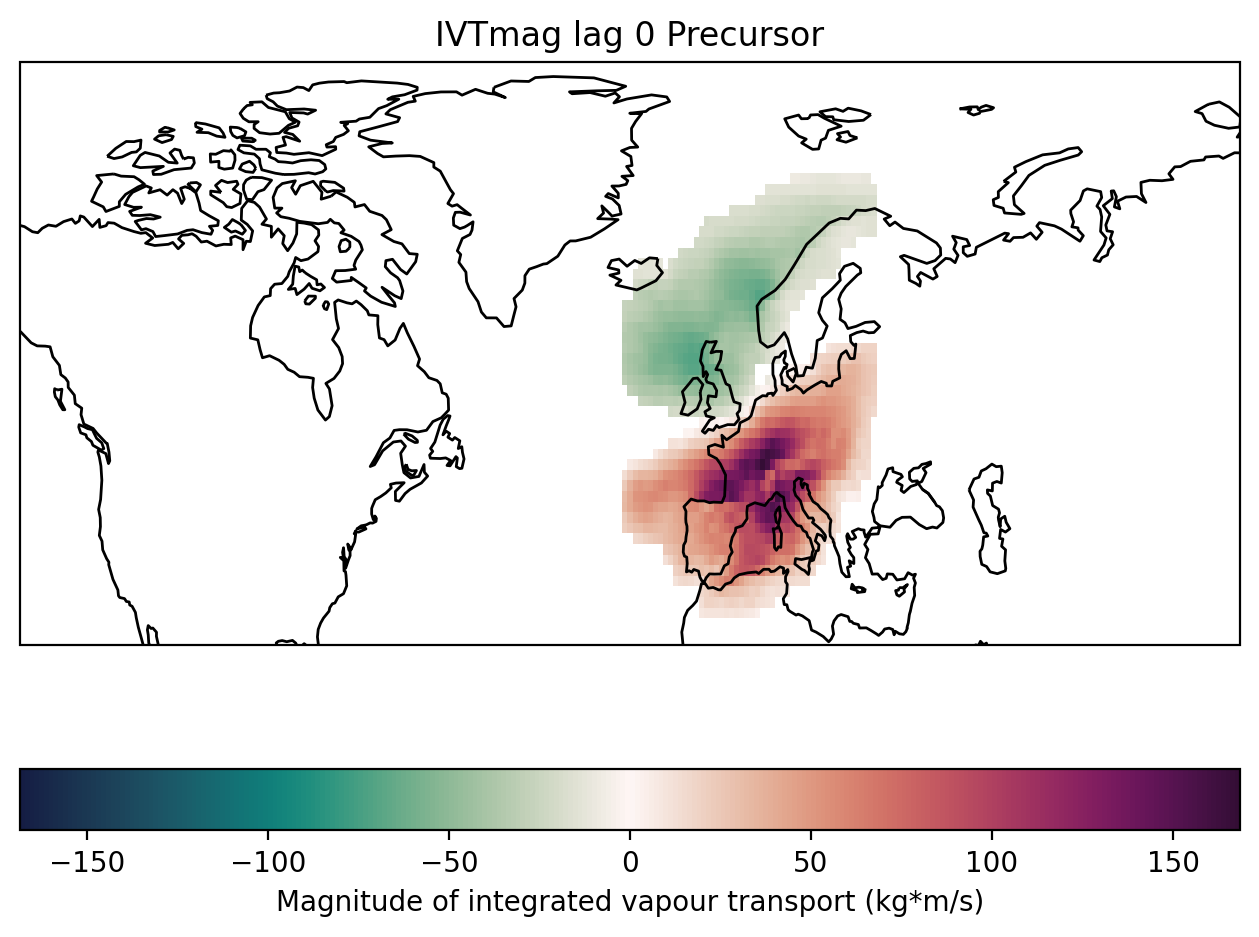 IVTmag lag 0 Precursor
−150 −100 −50 0 50 100 150
Magnitude of integrated vapour transport (kg*m/s)